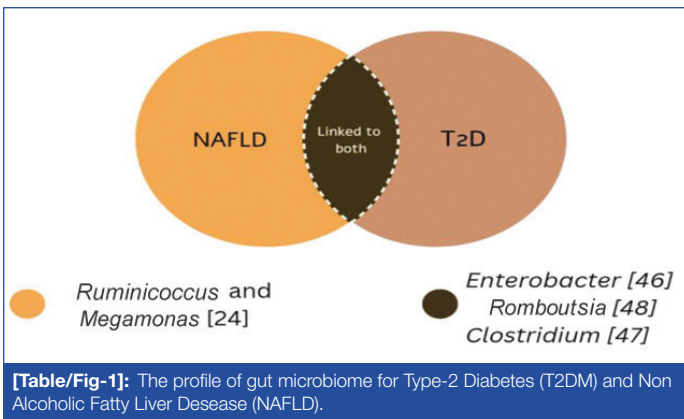 NAFLD
Linked to
both
T2D
Ruminicoccus and
Megamonas [24]
Enterobacter [46]
Romboutsia [48]
Clostridium [47]
[Table/Fig-1]: The profile of gut microbiome for Type-2 Diabetes (T2DM) and Non
Alcoholic Fatty Liver Desease (NAFLD).